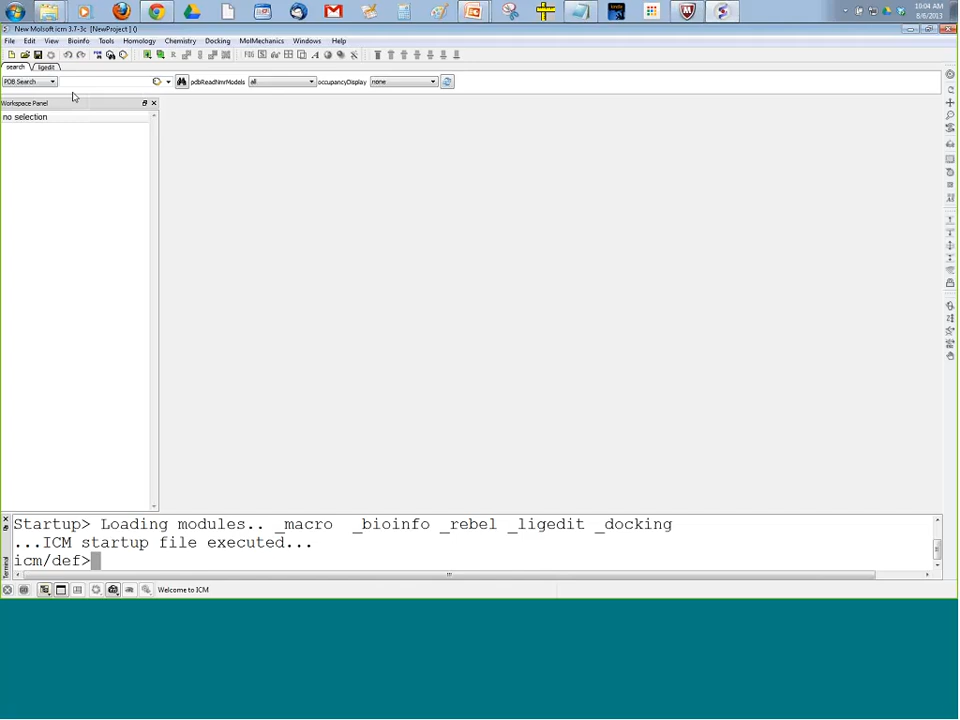 10:04 AM
8/6/2013
New Molsoft icm 3.7-3c [NewProject] ()
File Edit View Bioinfo Tools Homology Chemistry Docking MolMechanics Windows Help
search ligedit
PDB Search pdbReadNmrModels all occupancyDisplay none
Workspace Panel
no selection
Startup> Loading modules.. _macro _bioinfo _rebel _ligedit _docking
...ICM startup file executed...
icm/def>
Terminal
Welcome to ICM